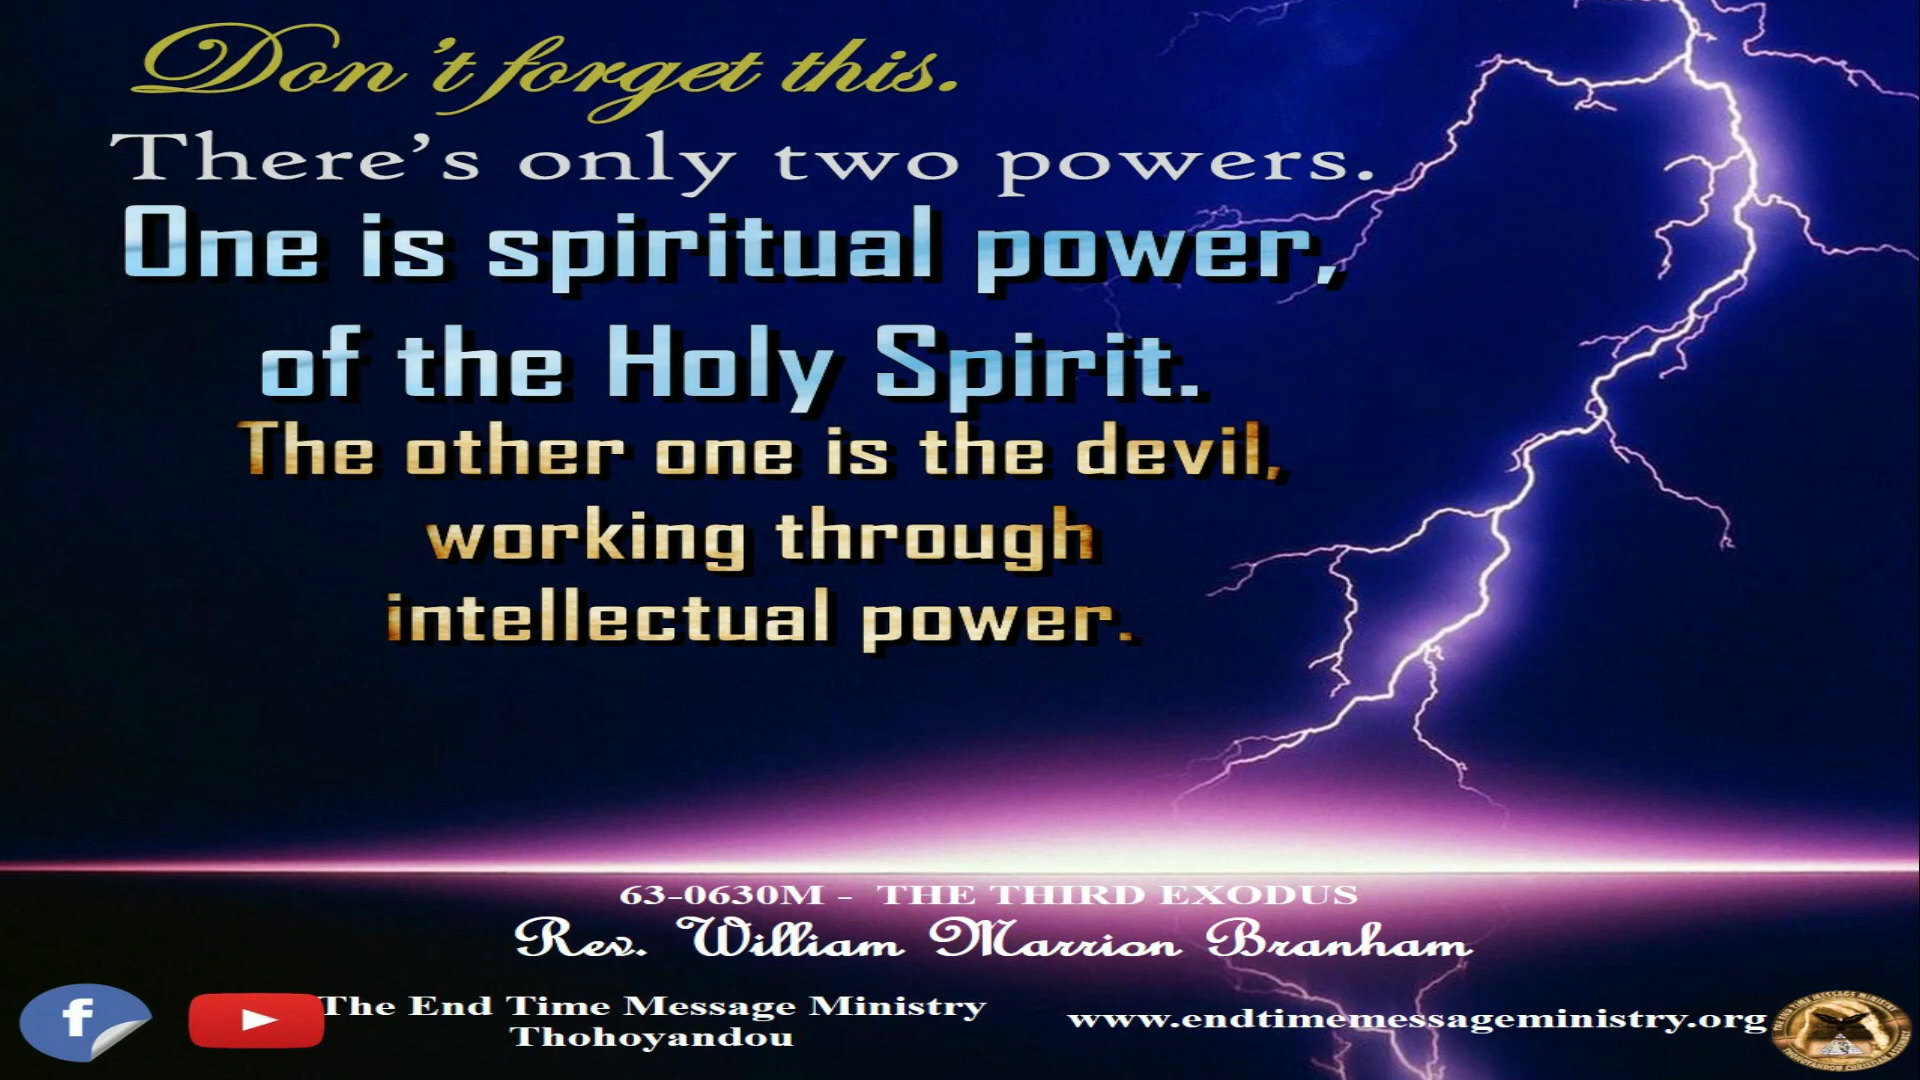 Don't forget this.
There's only two powers.
One is spiritual power,
of the Holy Spirit.
The other one is the devil,
working through
intellectual power.
63-0630M - THE THIRD EXODUS
Rev. William Marrion Branham
The End Time Message Ministry
Thohoyandou
www.endtimemessageministry.org